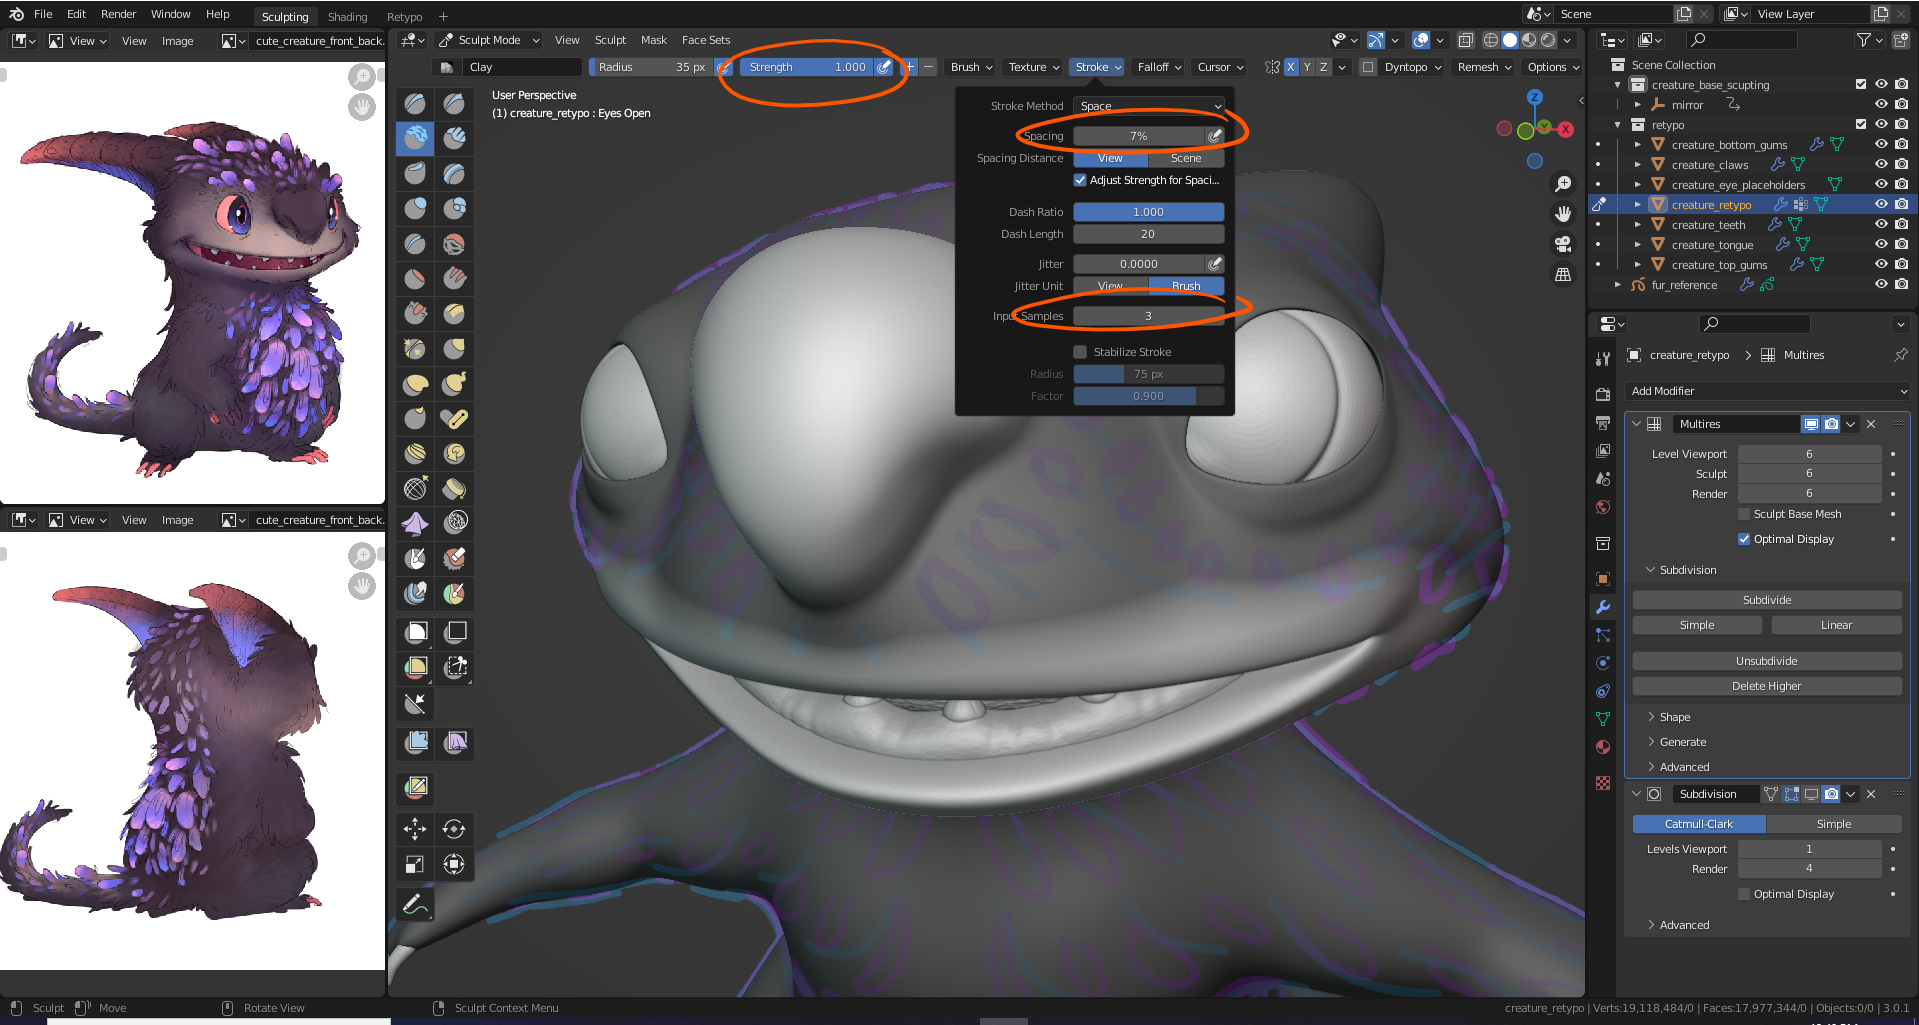 File Edit Render Window Help Sculpting Shading Retypo + Scene View Layer
View View Image cute_creature_front_back. Sculpt Mode View Sculpt Mask Face Sets
Clay Radius 35 px Strength 1.000 Brush Texture Stroke Falloff Cursor X Y Z Dyntopo Remesh Options
User Perspective
(1) creature_retypo : Eyes Open
Stroke Method Space
Spacing 7%
Spacing Distance View Scene
Adjust Strength for Spaci...
Dash Ratio 1.000
Dash Length 20
Jitter 0.0000
Jitter Unit View Brush
Input Samples 3
Stabilize Stroke
Radius 75 px
Factor 0.900
Z
Y
X
Scene Collection
creature_base_scupting
mirror
retypo
creature_bottom_gums
creature_claws
creature_eye_placeholders
creature_retypo
creature_teeth
creature_tongue
creature_top_gums
fur_reference
creature_retypo > Multires
Add Modifier
Multires
Level Viewport 6
Sculpt 6
Render 6
Sculpt Base Mesh
Optimal Display
Subdivision
Subdivide
Simple Linear
Unsubdivide
Delete Higher
Shape
Generate
Advanced
Subdivision
Catmull-Clark Simple
Levels Viewport 1
Render 4
Optimal Display
Advanced
View View Image cute_creature_front_back.
Sculpt Move Rotate View Sculpt Context Menu creature_retypo | Verts:19,118,484/0 | Faces:17,977,344/0 | Objects:0/0 | 3.0.1